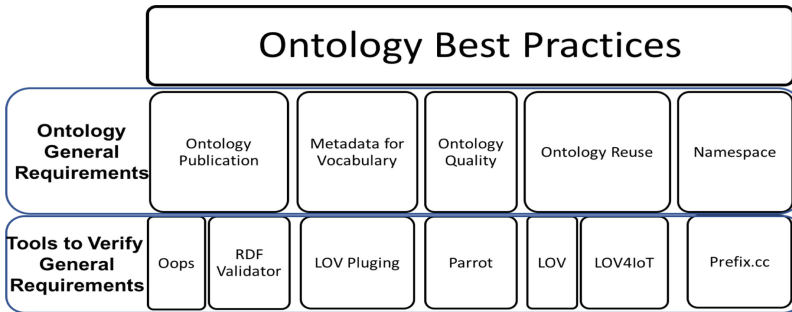 Ontology Best Practices
Ontology
General
Requirements
Ontology
Publication
Metadata for
Vocabulary
Ontology
Quality
Ontology Reuse
Namespace
Tools to Verify
General
Requirements
Oops
RDF
Validator
LOV Pluging
Parrot
LOV
LOV4IoT
Prefix.cc